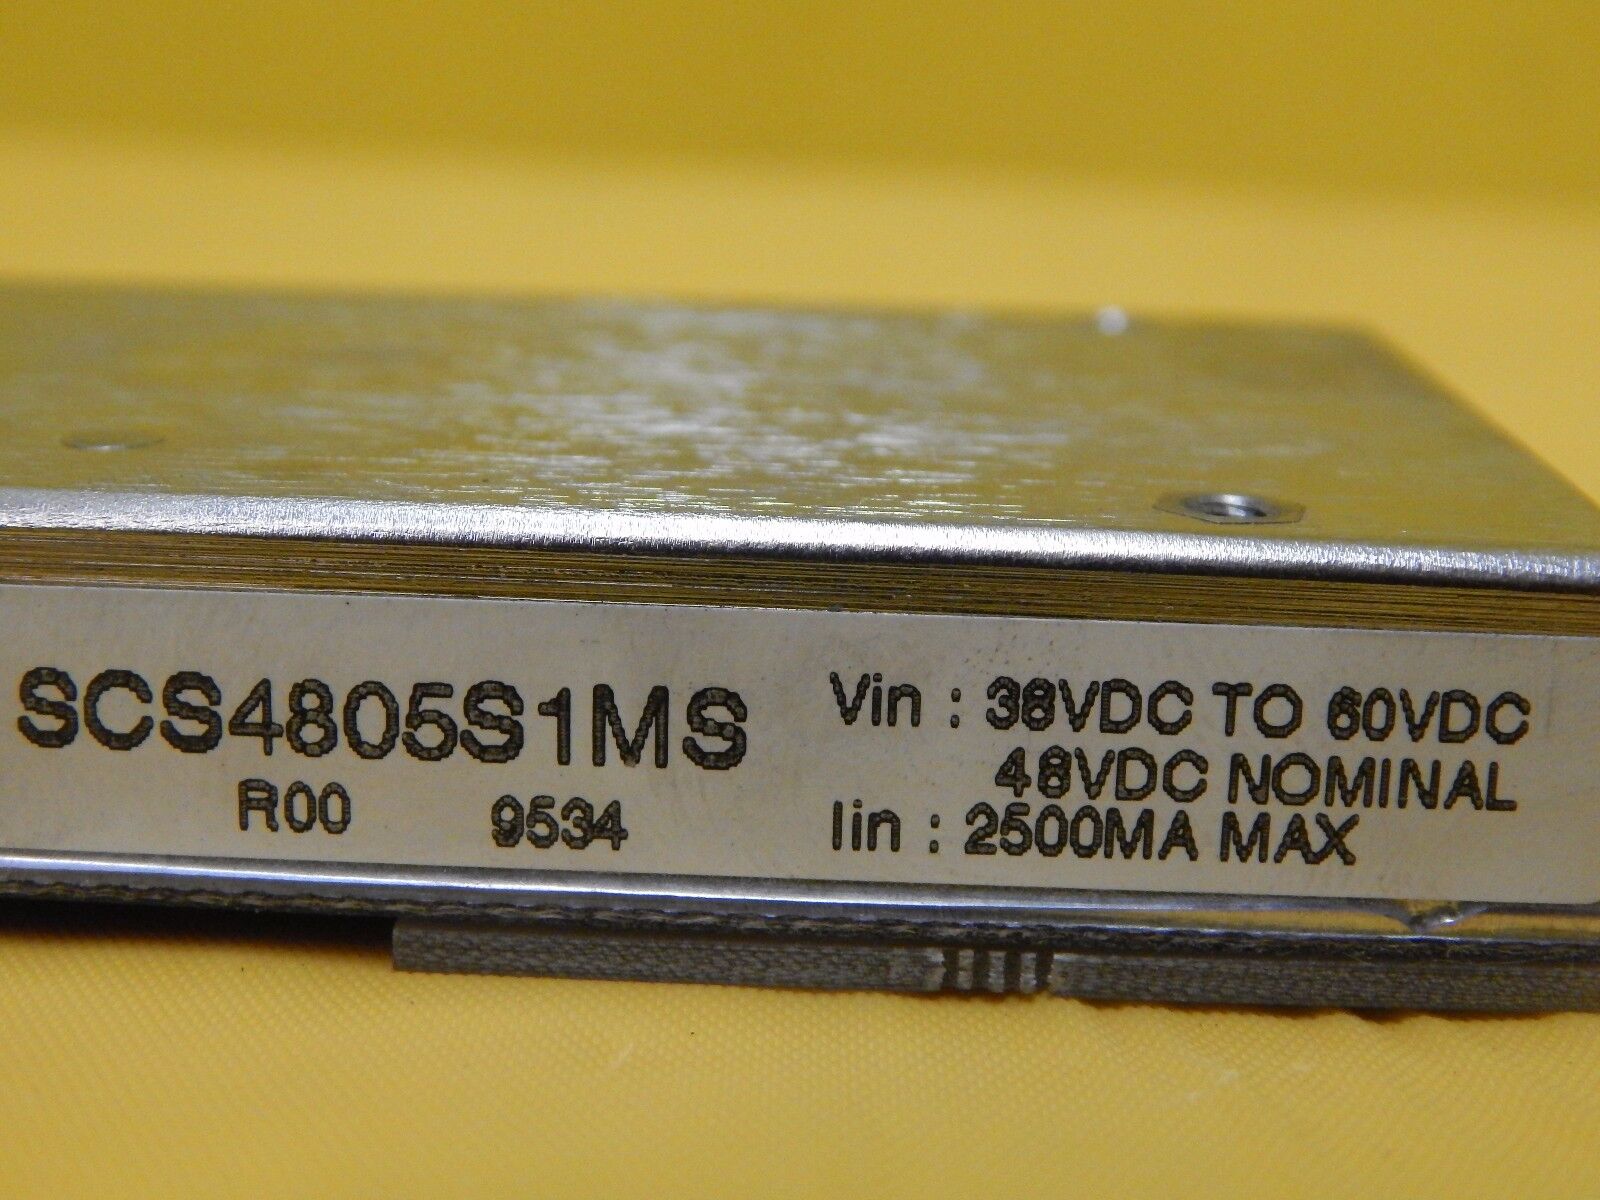 SCS4805S1MS
R00 9534
Vin : 38VDC TO 60VDC
48VDC NOMINAL
Iin : 2500MA MAX